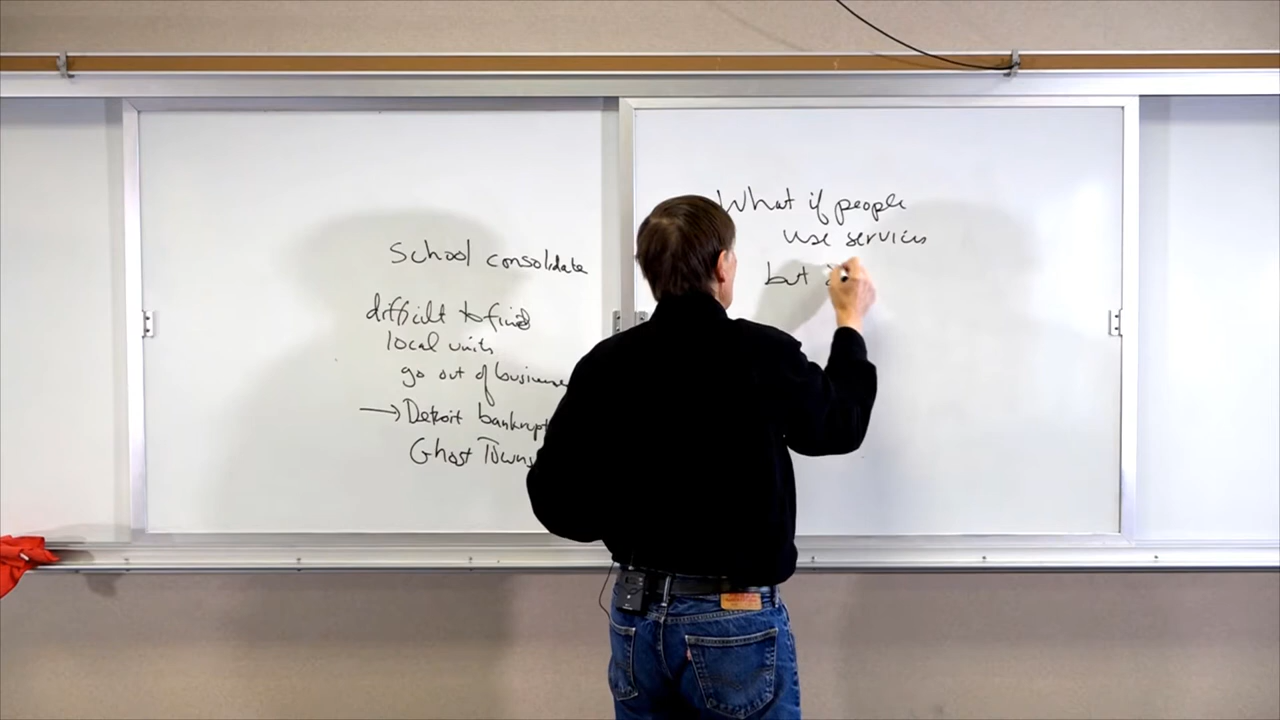 School consolidate
difficult to find
local units
go out of business
→ Detroit bankrupt
Ghost Towns
What if people
use services
but